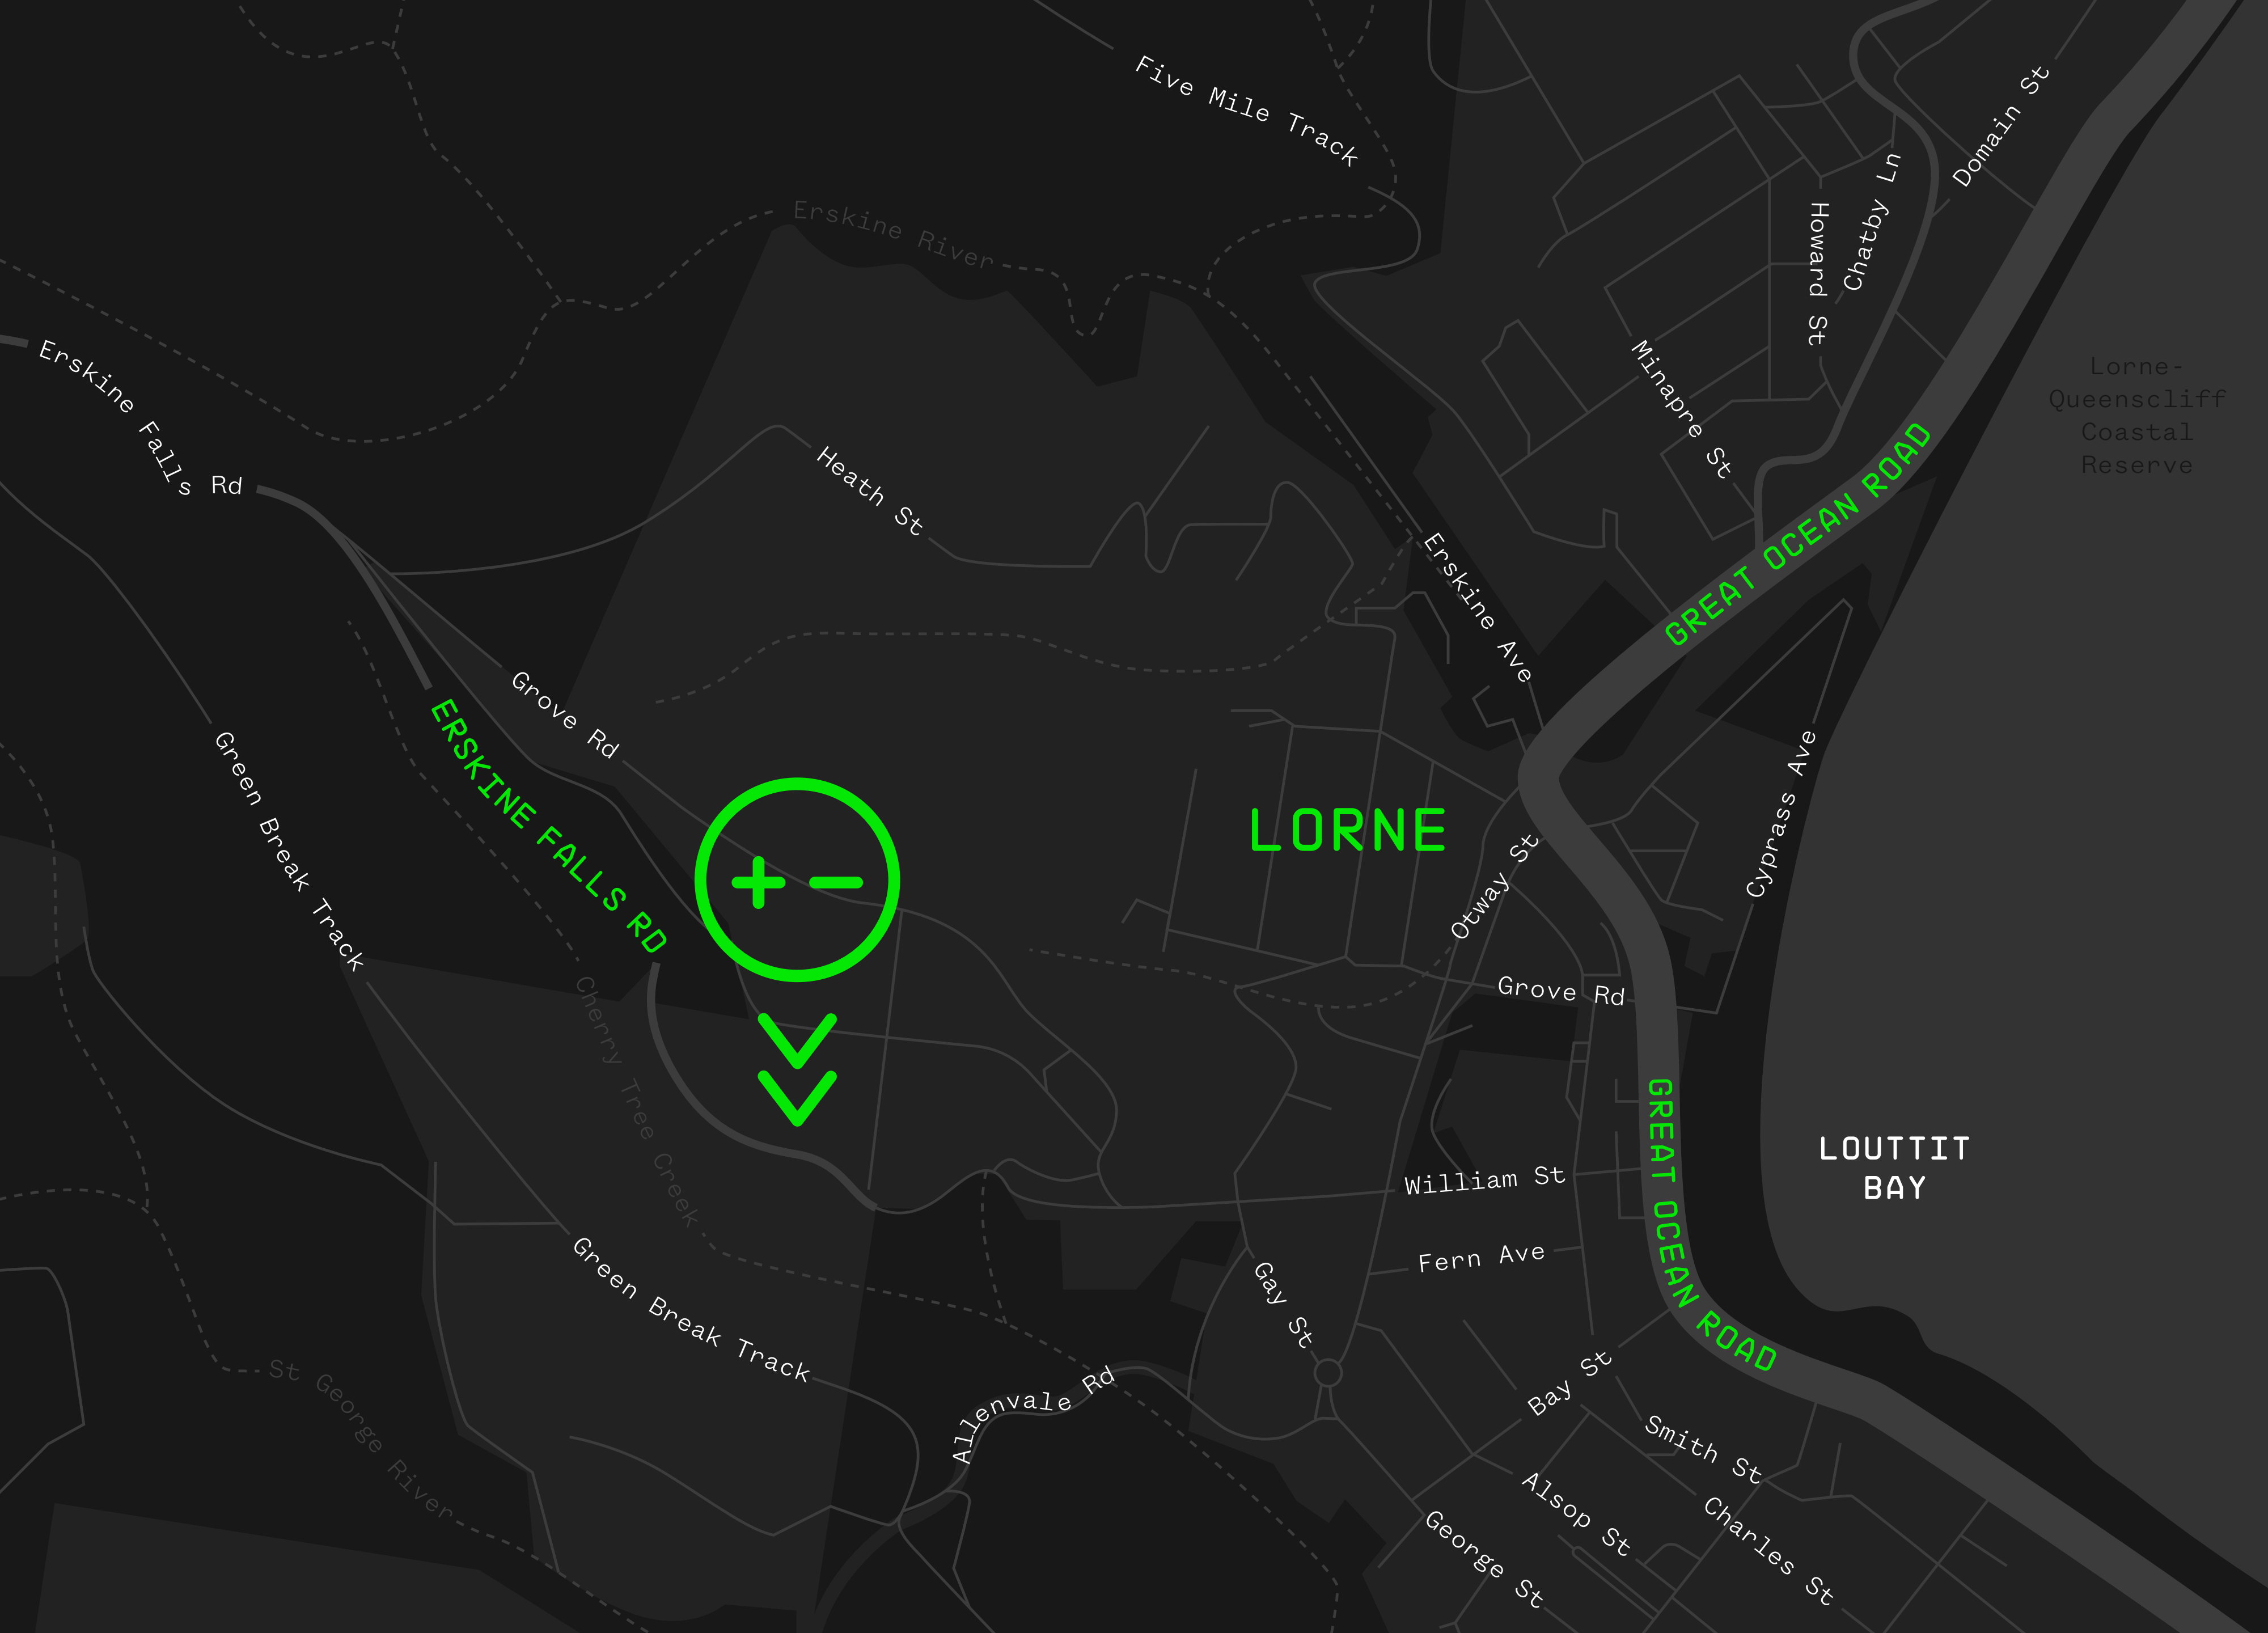 Five Mile Track
Domain St
Chatby Ln
Howard St
Erskine River
Erskine Falls Rd
Minapre St
Lorne-
Queenscliff
Coastal
Reserve
GREAT OCEAN ROAD
Heath St
Erskine Ave
Grove Rd
ERSKINE FALLS RD
Green Break Track
Cyprass Ave
LORNE
+ –
Otway St
Grove Rd
Cherry Tree Creek
GREAT OCEAN ROAD
LOUTTIT
BAY
William St
Fern Ave
Gay St
Green Break Track
Allenvale Rd
Bay St
St George River
Smith St
Alsop St
Charles St
George St